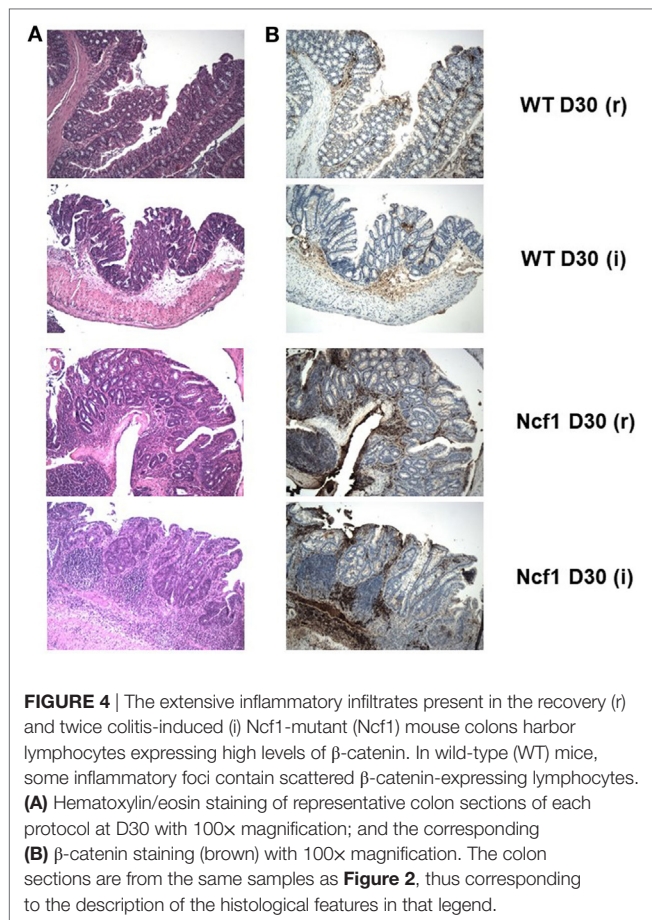 A
B
WT D30 (r)
WT D30 (i)
Ncf1 D30 (r)
Ncf1 D30 (i)
FIGURE 4 | The extensive inflammatory infiltrates present in the recovery (r)
and twice colitis-induced (i) Ncf1-mutant (Ncf1) mouse colons harbor
lymphocytes expressing high levels of β-catenin. In wild-type (WT) mice,
some inflammatory foci contain scattered β-catenin-expressing lymphocytes.
(A) Hematoxylin/eosin staining of representative colon sections of each
protocol at D30 with 100× magnification; and the corresponding
(B) β-catenin staining (brown) with 100× magnification. The colon
sections are from the same samples as Figure 2, thus corresponding
to the description of the histological features in that legend.